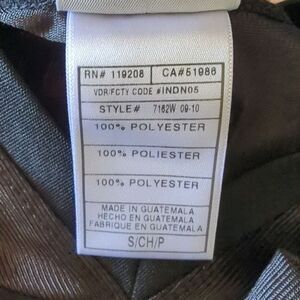 RN# 119208 CA#51986
VDR/FCTY CODE #INDN05
STYLE# 7162W 09-10
100% POLYESTER
100% POLIESTER
100% POLYESTER
MADE IN GUATEMALA
HECHO EN GUATEMALA
FABRIQUE EN GUATEMALA
S/CH/P